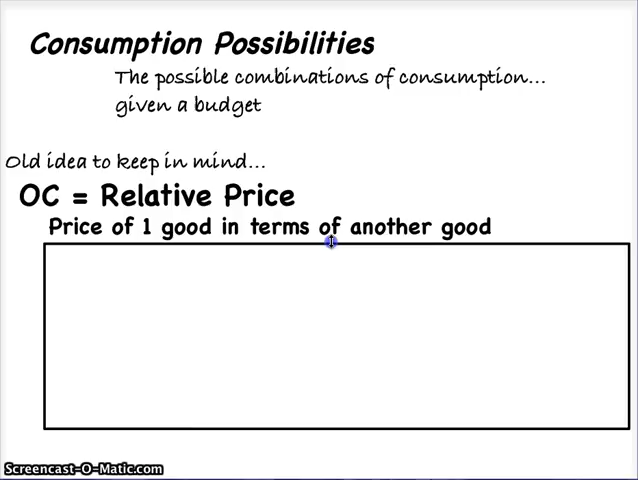 Consumption Possibilities
The possible combinations of consumption...
given a budget
Old idea to keep in mind...
OC = Relative Price
Price of 1 good in terms of another good
Screencast-O-Matic.com